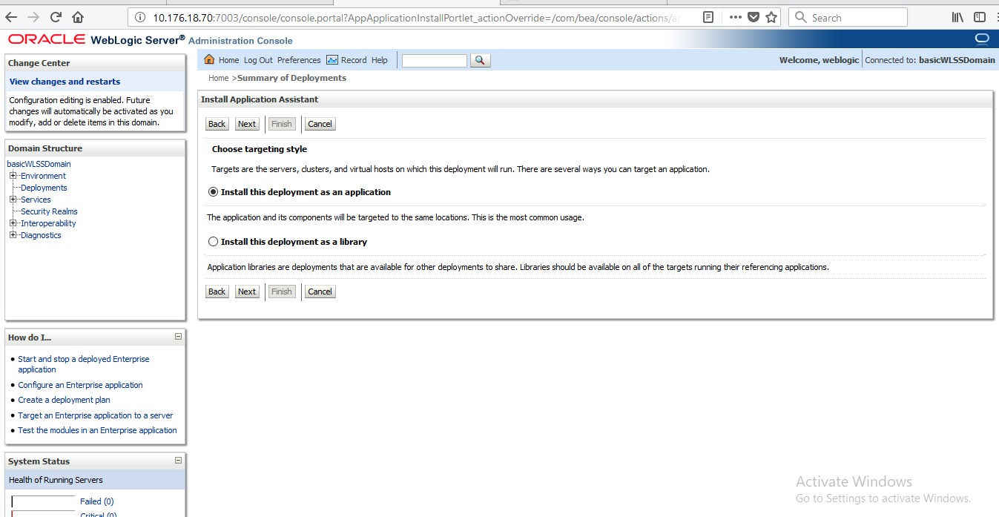 10.176.18.70:7003/console/console.portal?AppApplicationInstallPortlet_actionOverride=/com/bea/console/actions/a
Search
ORACLE WebLogic Server® Administration Console
Change Center
View changes and restarts
Configuration editing is enabled. Future
changes will automatically be activated as you
modify, add or delete items in this domain.
Domain Structure
basicWLSSDomain
Environment
Deployments
Services
Security Realms
Interoperability
Diagnostics
How do I...
Start and stop a deployed Enterprise
application
Configure an Enterprise application
Create a deployment plan
Target an Enterprise application to a server
Test the modules in an Enterprise application
System Status
Health of Running Servers
Failed (0)
Critical (0)
Home Log Out Preferences Record Help
Welcome, weblogic Connected to: basicWLSSDomain
Home >Summary of Deployments
Install Application Assistant
Back Next Finish Cancel
Choose targeting style
Targets are the servers, clusters, and virtual hosts on which this deployment will run. There are several ways you can target an application.
Install this deployment as an application
The application and its components will be targeted to the same locations. This is the most common usage.
Install this deployment as a library
Application libraries are deployments that are available for other deployments to share. Libraries should be available on all of the targets running their referencing applications.
Back Next Finish Cancel
Activate Windows
Go to Settings to activate Windows.